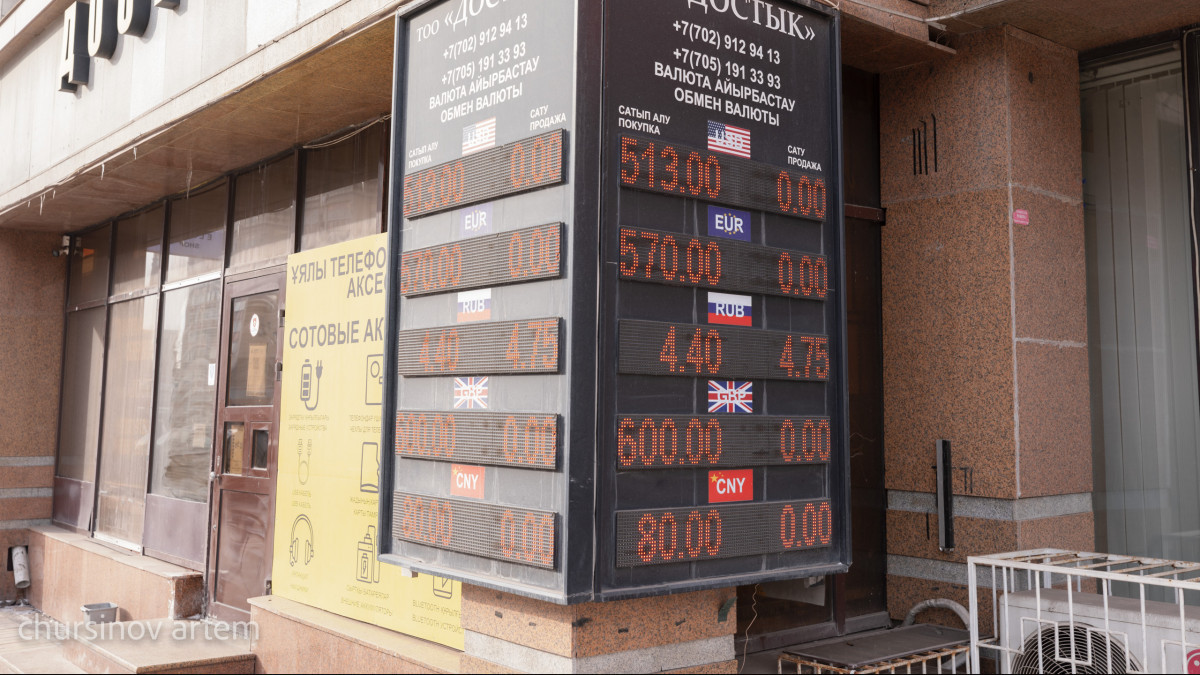 ДОС
ТОО «ДОСТЫК»
+7(702) 912 94 13
+7(705) 191 33 93
ВАЛЮТА АЙЫРБАСТАУ
ОБМЕН ВАЛЮТЫ
САТЫП АЛУ
ПОКУПКА
САТУ
ПРОДАЖА
USD
513.00 0.00
EUR
570.00 0.00
RUB
4.40 4.75
GBP
600.00 0.00
CNY
80.00 0.00
ДОСТЫК»
+7(702) 912 94 13
+7(705) 191 33 93
ВАЛЮТА АЙЫРБАСТАУ
ОБМЕН ВАЛЮТЫ
САТЫП АЛУ
ПОКУПКА
САТУ
ПРОДАЖА
USD
513.00 0.00
EUR
570.00 0.00
RUB
4.40 4.75
GBP
600.00 0.00
CNY
80.00 0.00
ҰЯЛЫ ТЕЛЕФО
АКСЕ
СОТОВЫЕ АК
chursinov artem